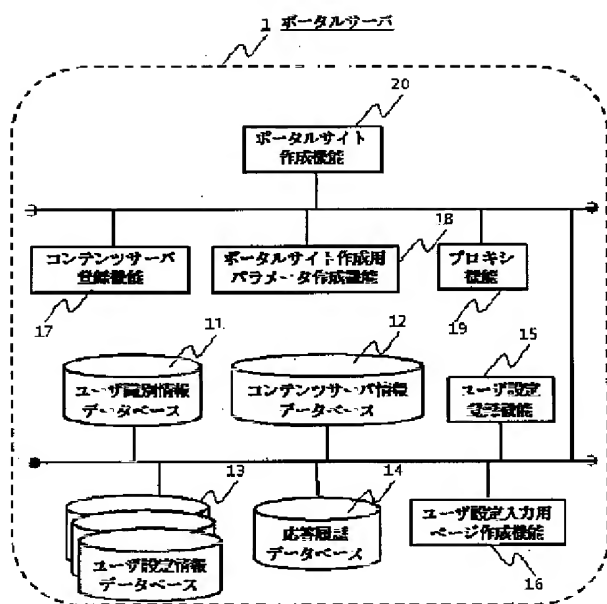 1 ポータルサーバ
20
ポータルサイト
作成機能
18
コンテンツサーバ
登録機能
ポータルサイト作成用
パラメータ作成機能
プロキシ
機能
17
19
11
12
15
ユーザ識別情報
データベース
コンテンツサーバ情報
データベース
ユーザ設定
13
14
ユーザ設定情報
データベース
応答履歴
データベース
ユーザ設定入力用
ページ作成機能
16